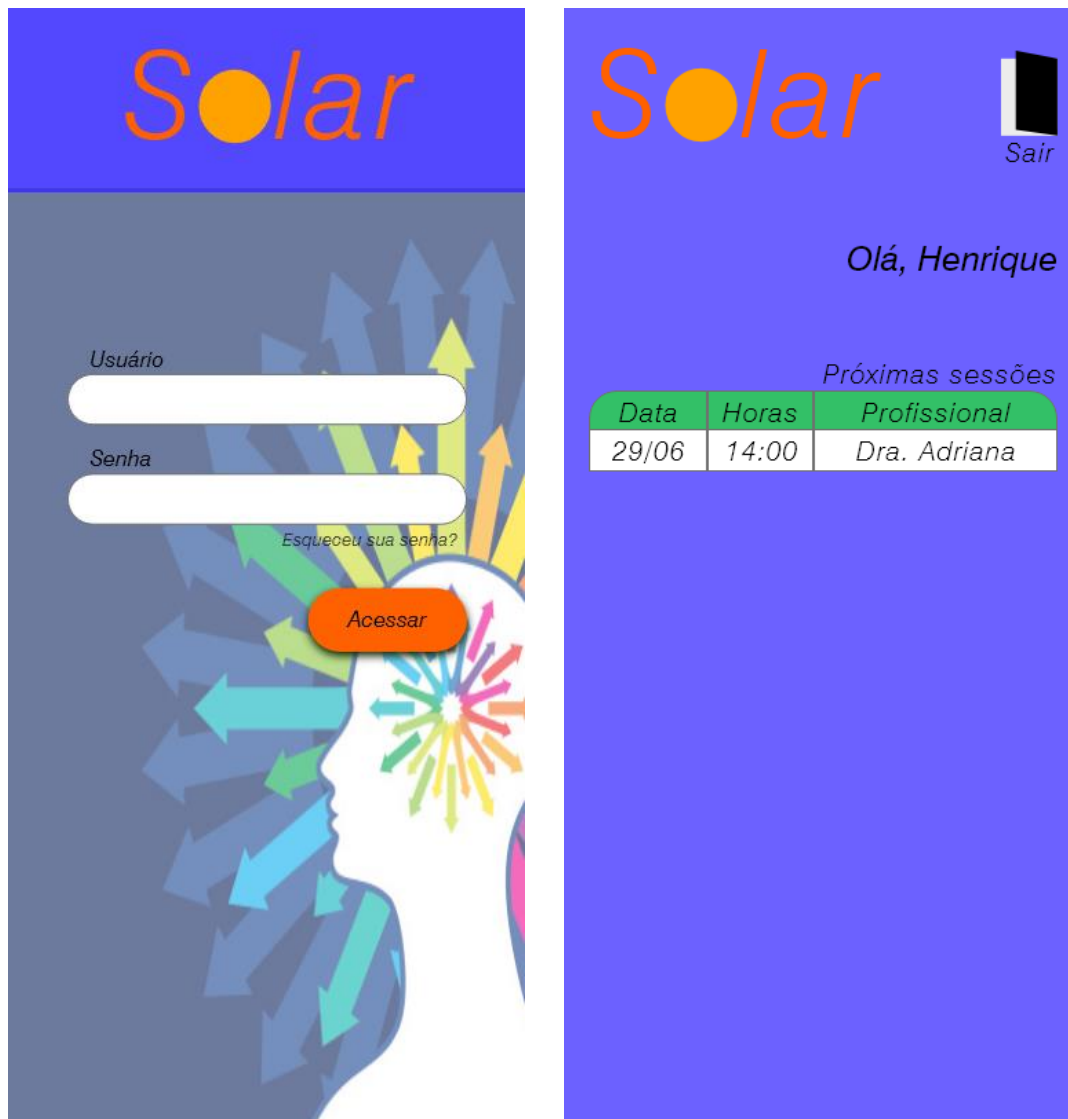 Solar
Usuário
Senha
Esqueceu sua senha?
Acessar
Solar
Sair
Olá, Henrique
Próximas sessões
Data Horas Profissional
29/06 14:00 Dra. Adriana